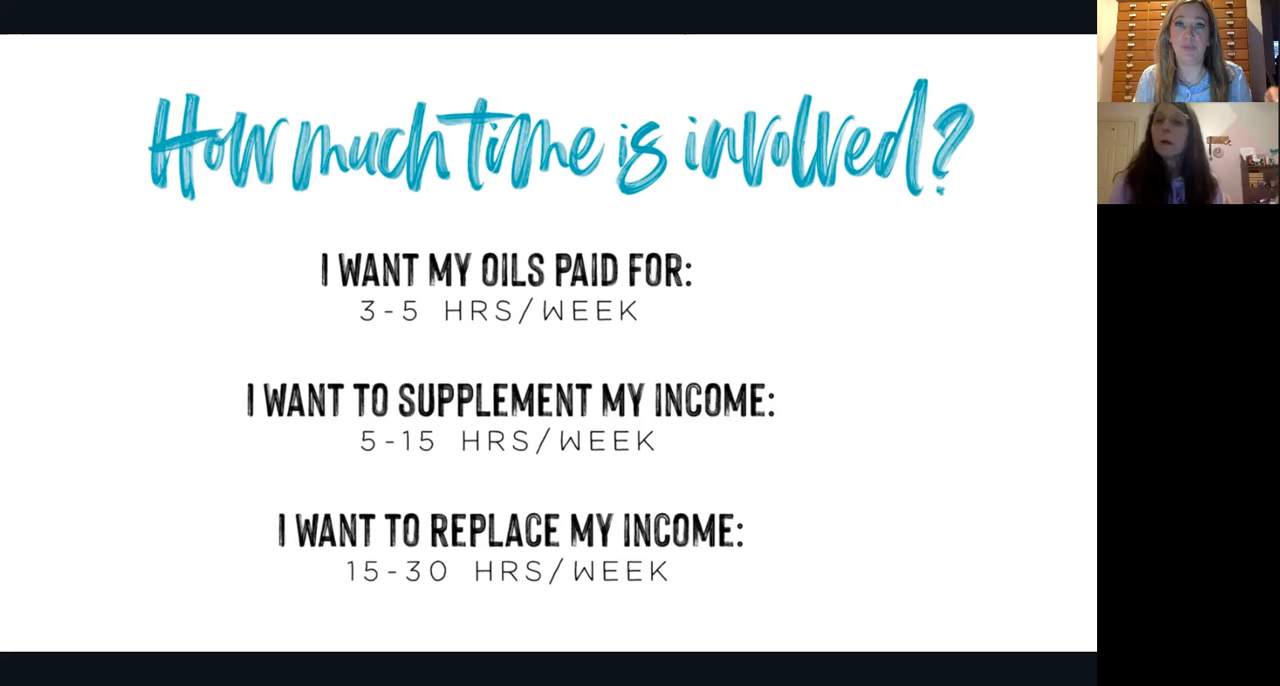 How much time is involved?
I WANT MY OILS PAID FOR:
3-5 HRS/WEEK
I WANT TO SUPPLEMENT MY INCOME:
5-15 HRS/WEEK
I WANT TO REPLACE MY INCOME:
15-30 HRS/WEEK